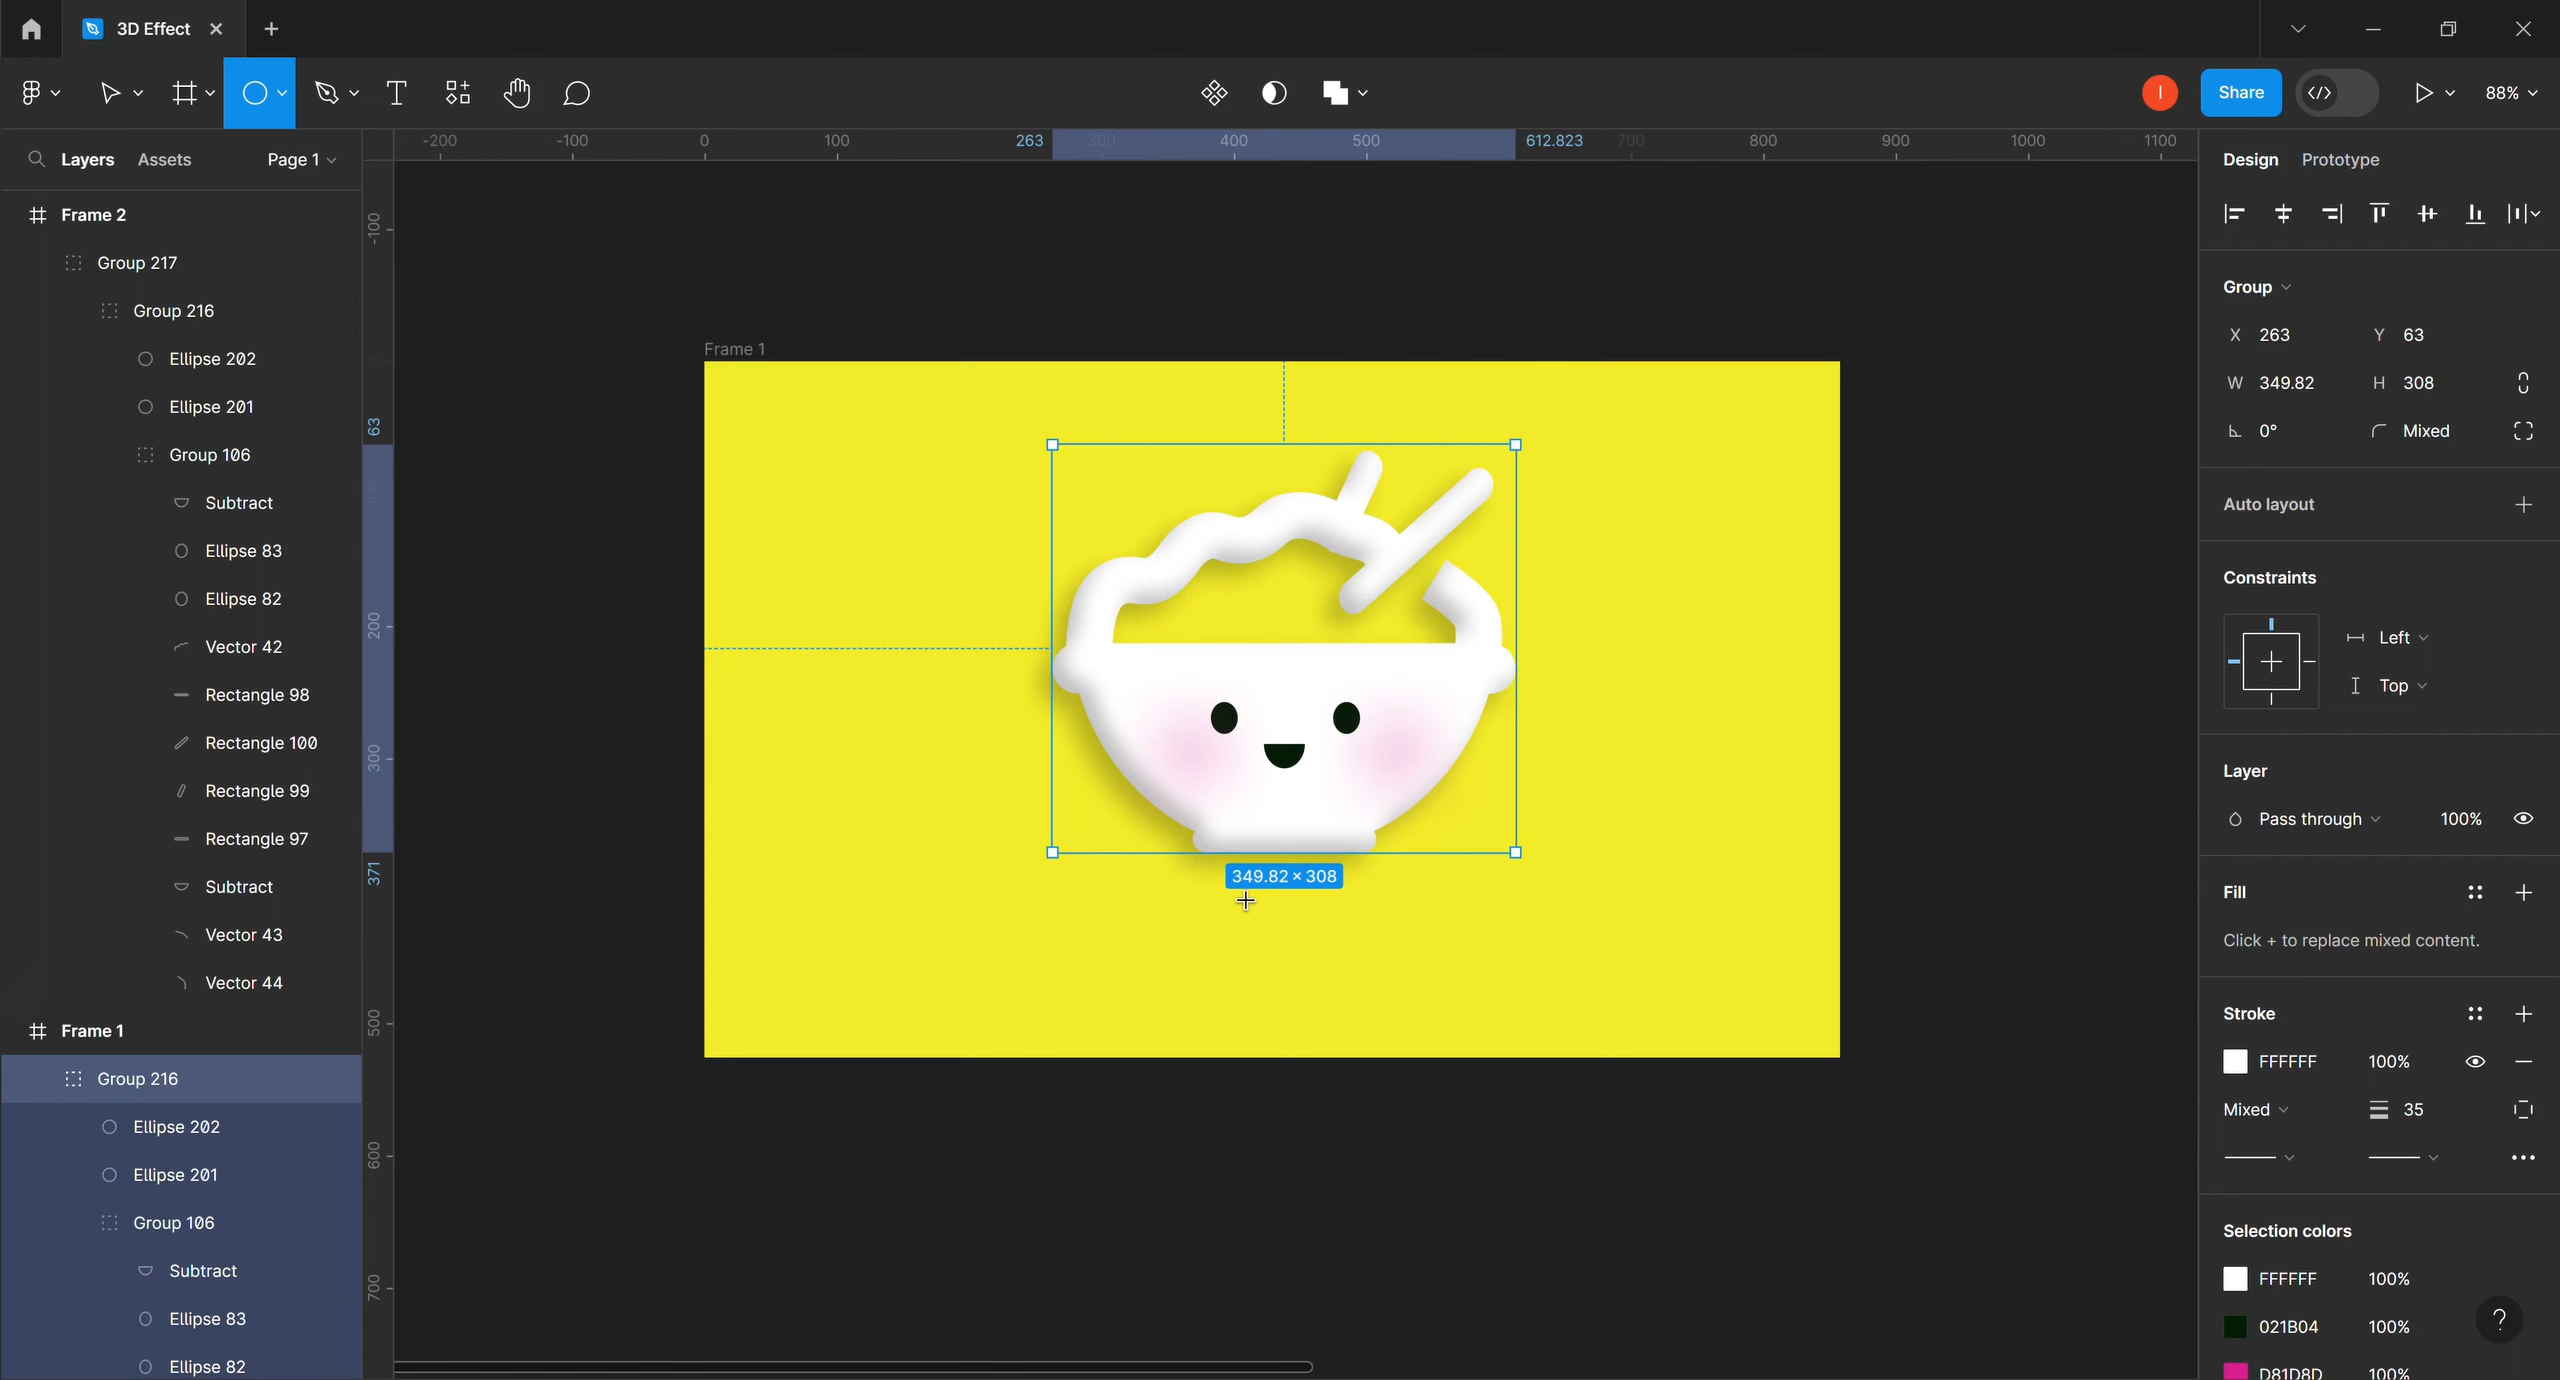 3D Effect
Share
88%
Layers
Assets
Page 1
-200
-100
0
100
263
300
400
500
612.823
700
800
900
1000
1100
Design
Prototype
Frame 2
Group 217
Group 216
Ellipse 202
Ellipse 201
Group 106
Subtract
Ellipse 83
Ellipse 82
Vector 42
Rectangle 98
Rectangle 100
Rectangle 99
Rectangle 97
Subtract
Vector 43
Vector 44
Frame 1
Group 216
Ellipse 202
Ellipse 201
Group 106
Subtract
Ellipse 83
Ellipse 82
-100
63
200
300
371
500
600
700
Frame 1
349.82 × 308
Group
X 263 Y 63
W 349.82 H 308
0° Mixed
Auto layout
Constraints
Left
Top
Layer
Pass through 100%
Fill
Click + to replace mixed content.
Stroke
FFFFFF 100%
Mixed 35
Selection colors
FFFFFF 100%
021B04 100%
D81D8D 100%
?